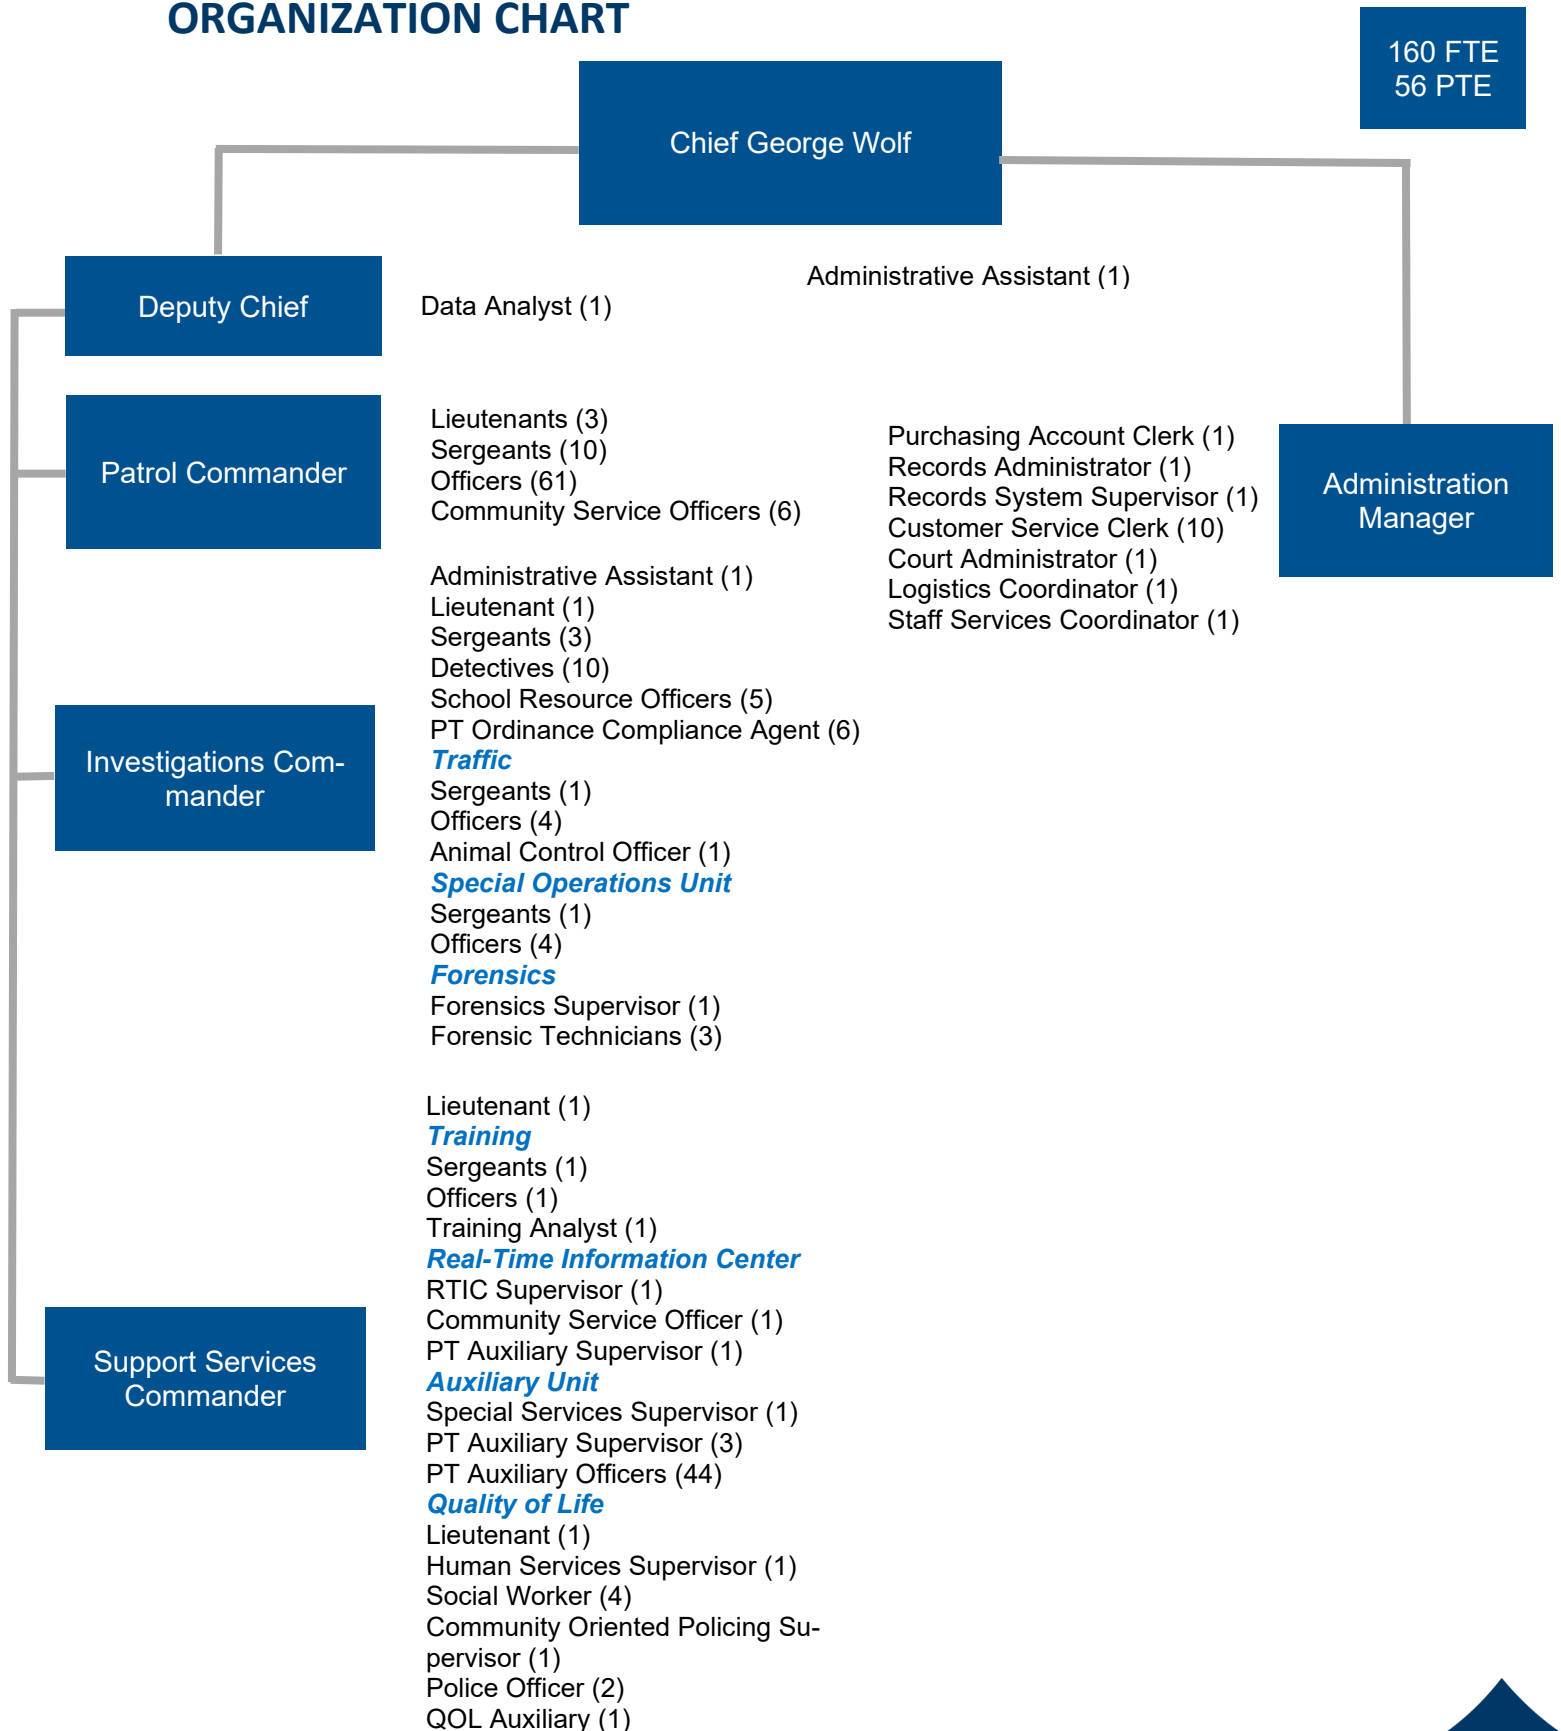 ORGANIZATION CHART
160 FTE
56 PTE
Chief George Wolf
Administrative Assistant (1)
Deputy Chief
Data Analyst (1)
Patrol Commander
Lieutenants (3)
Sergeants (10)
Officers (61)
Community Service Officers (6)
Purchasing Account Clerk (1)
Records Administrator (1)
Records System Supervisor (1)
Customer Service Clerk (10)
Court Administrator (1)
Logistics Coordinator (1)
Staff Services Coordinator (1)
Administration
Manager
Investigations Com-
mander
Administrative Assistant (1)
Lieutenant (1)
Sergeants (3)
Detectives (10)
School Resource Officers (5)
PT Ordinance Compliance Agent (6)
Traffic
Sergeants (1)
Officers (4)
Animal Control Officer (1)
Special Operations Unit
Sergeants (1)
Officers (4)
Forensics
Forensics Supervisor (1)
Forensic Technicians (3)
Support Services
Commander
Lieutenant (1)
Training
Sergeants (1)
Officers (1)
Training Analyst (1)
Real-Time Information Center
RTIC Supervisor (1)
Community Service Officer (1)
PT Auxiliary Supervisor (1)
Auxiliary Unit
Special Services Supervisor (1)
PT Auxiliary Supervisor (3)
PT Auxiliary Officers (44)
Quality of Life
Lieutenant (1)
Human Services Supervisor (1)
Social Worker (4)
Community Oriented Policing Su-
pervisor (1)
Police Officer (2)
QOL Auxiliary (1)